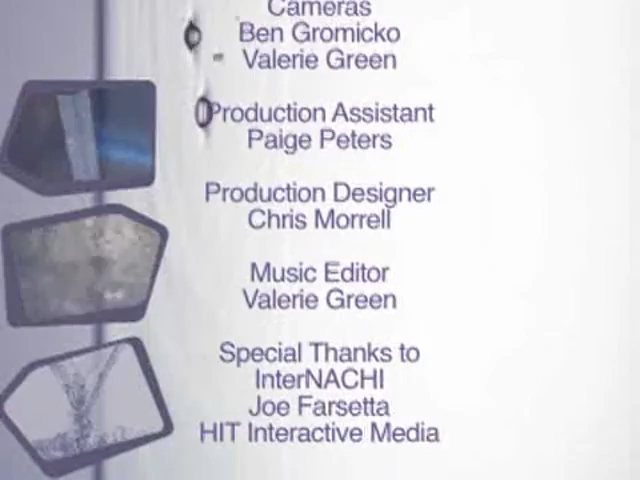 Cameras
Ben Gromicko
Valerie Green
Production Assistant
Paige Peters
Production Designer
Chris Morrell
Music Editor
Valerie Green
Special Thanks to
InterNACHI
Joe Farsetta
HIT Interactive Media